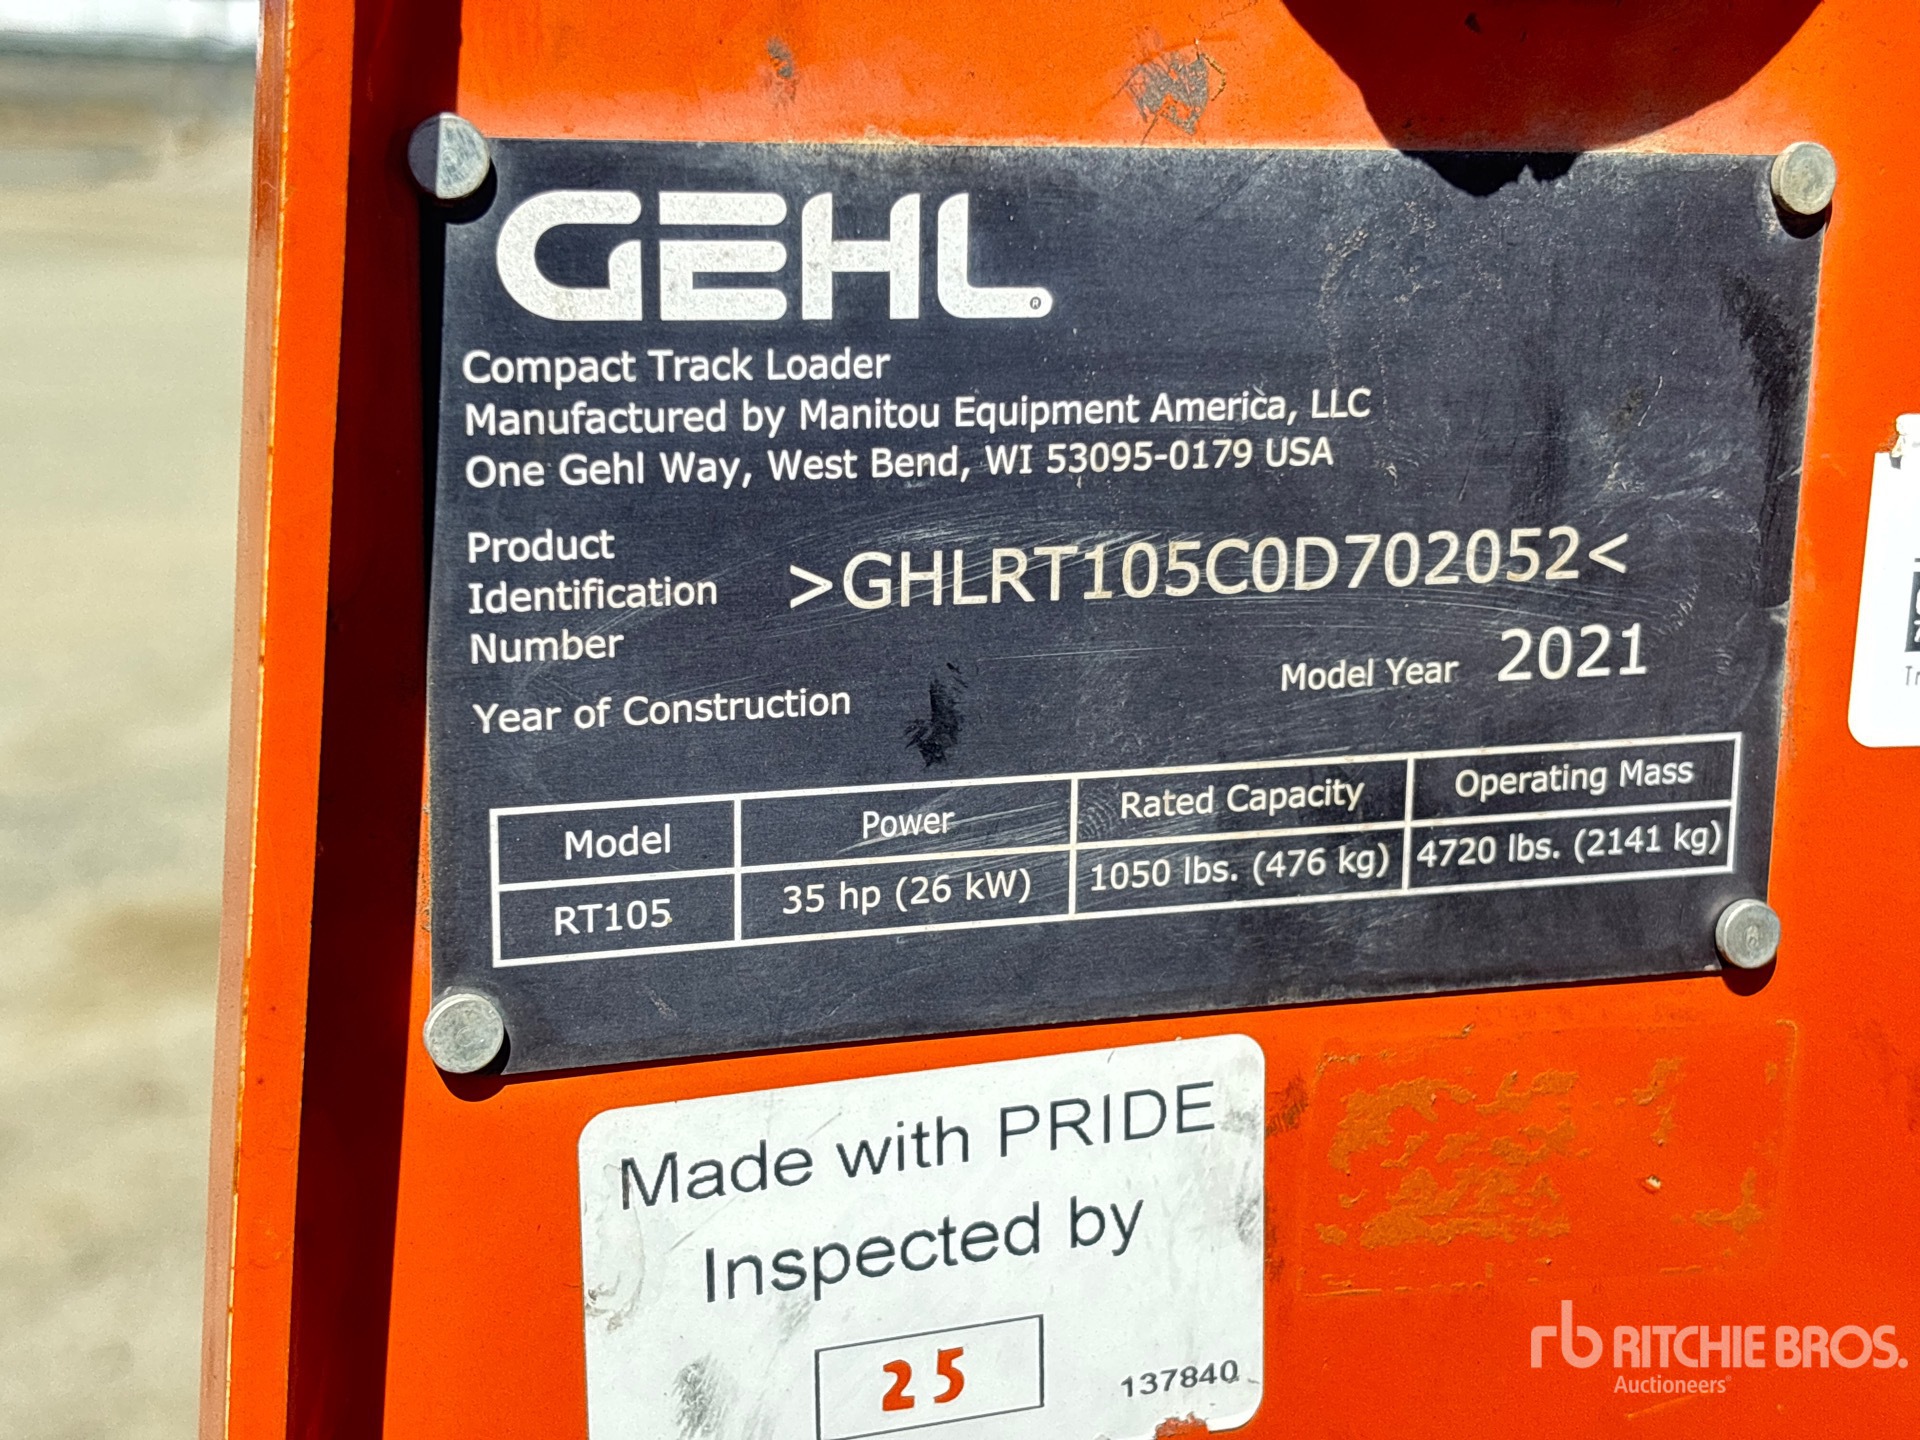 GEHL®
Compact Track Loader
Manufactured by Manitou Equipment America, LLC
One Gehl Way, West Bend, WI 53095-0179 USA
Product
Identification
Number
>GHLRT105C0D702052<
Year of Construction
Model Year 2021
Model Power Rated Capacity Operating Mass
RT105 35 hp (26 kW) 1050 lbs. (476 kg) 4720 lbs. (2141 kg)
Made with PRIDE
Inspected by
25
137840
rb RITCHIE BROS.
Auctioneers